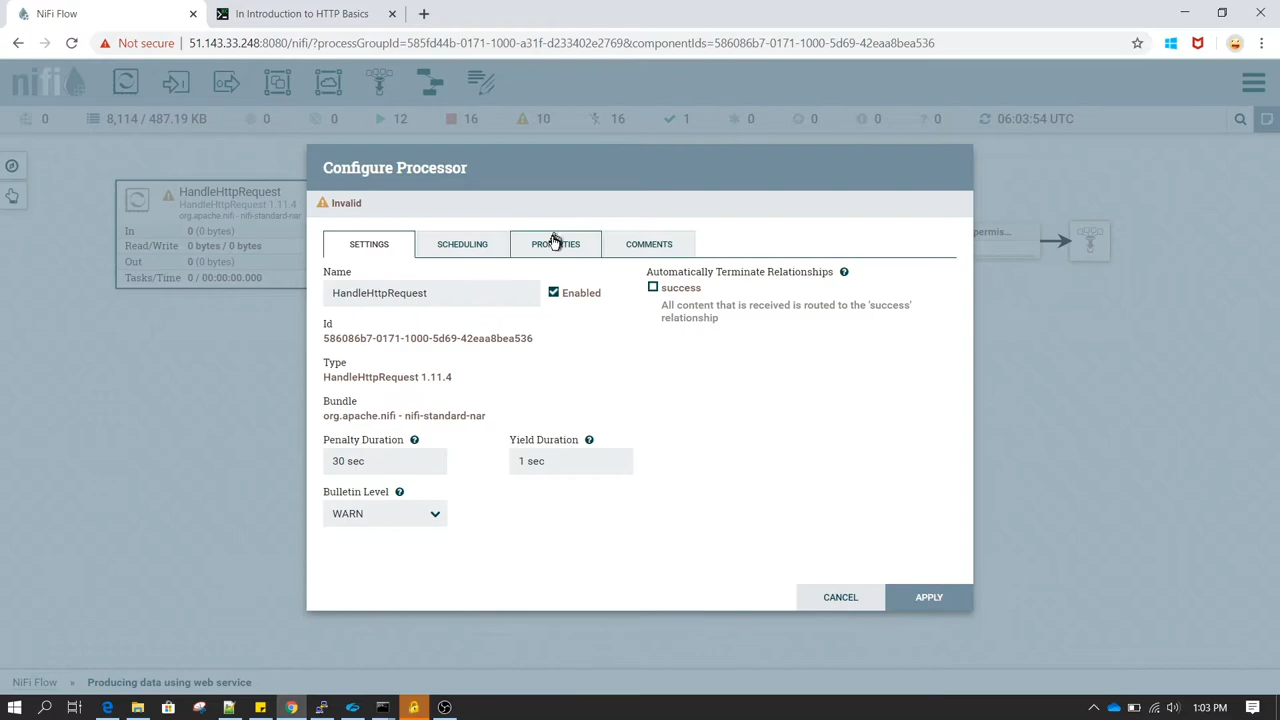 NiFi Flow
In Introduction to HTTP Basics
Not secure
51.143.33.248:8080/nifi/?processGroupId=585fd44b-0171-1000-a31f-d233402e2769&componentIds=586086b7-0171-1000-5d69-42eaa8bea536
nifi
0
8,114 / 487.19 KB
0
0
12
16
10
16
1
0
0
0
0
06:03:54 UTC
Configure Processor
Invalid
HandleHttpRequest
HandleHttpRequest 1.11.4
org.apache.nifi - nifi-standard-nar
In 0 (0 bytes)
Read/Write 0 bytes / 0 bytes
Out 0 (0 bytes)
Tasks/Time 0 / 00:00:00.000
SETTINGS
SCHEDULING
PROPERTIES
COMMENTS
Name
HandleHttpRequest
Enabled
Id
586086b7-0171-1000-5d69-42eaa8bea536
Type
HandleHttpRequest 1.11.4
Bundle
org.apache.nifi - nifi-standard-nar
Penalty Duration
30 sec
Yield Duration
1 sec
Bulletin Level
WARN
Automatically Terminate Relationships
success
All content that is received is routed to the 'success'
relationship
permis...
CANCEL
APPLY
NiFi Flow » Producing data using web service
1:03 PM